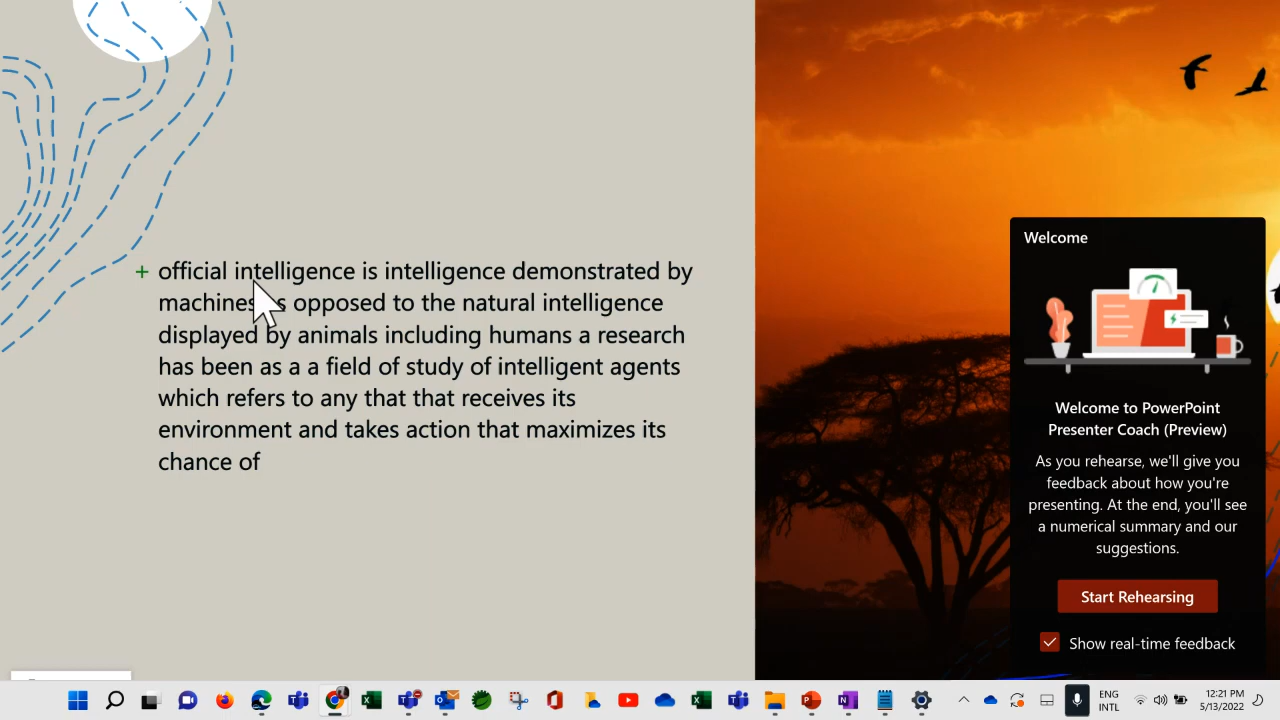 + official intelligence is intelligence demonstrated by
machines as opposed to the natural intelligence
displayed by animals including humans a research
has been as a a field of study of intelligent agents
which refers to any that that receives its
environment and takes action that maximizes its
chance of
Welcome
Welcome to PowerPoint
Presenter Coach (Preview)
As you rehearse, we'll give you
feedback about how you're
presenting. At the end, you'll see
a numerical summary and our
suggestions.
Start Rehearsing
Show real-time feedback
ENG
INTL
12:21 PM
5/13/2022